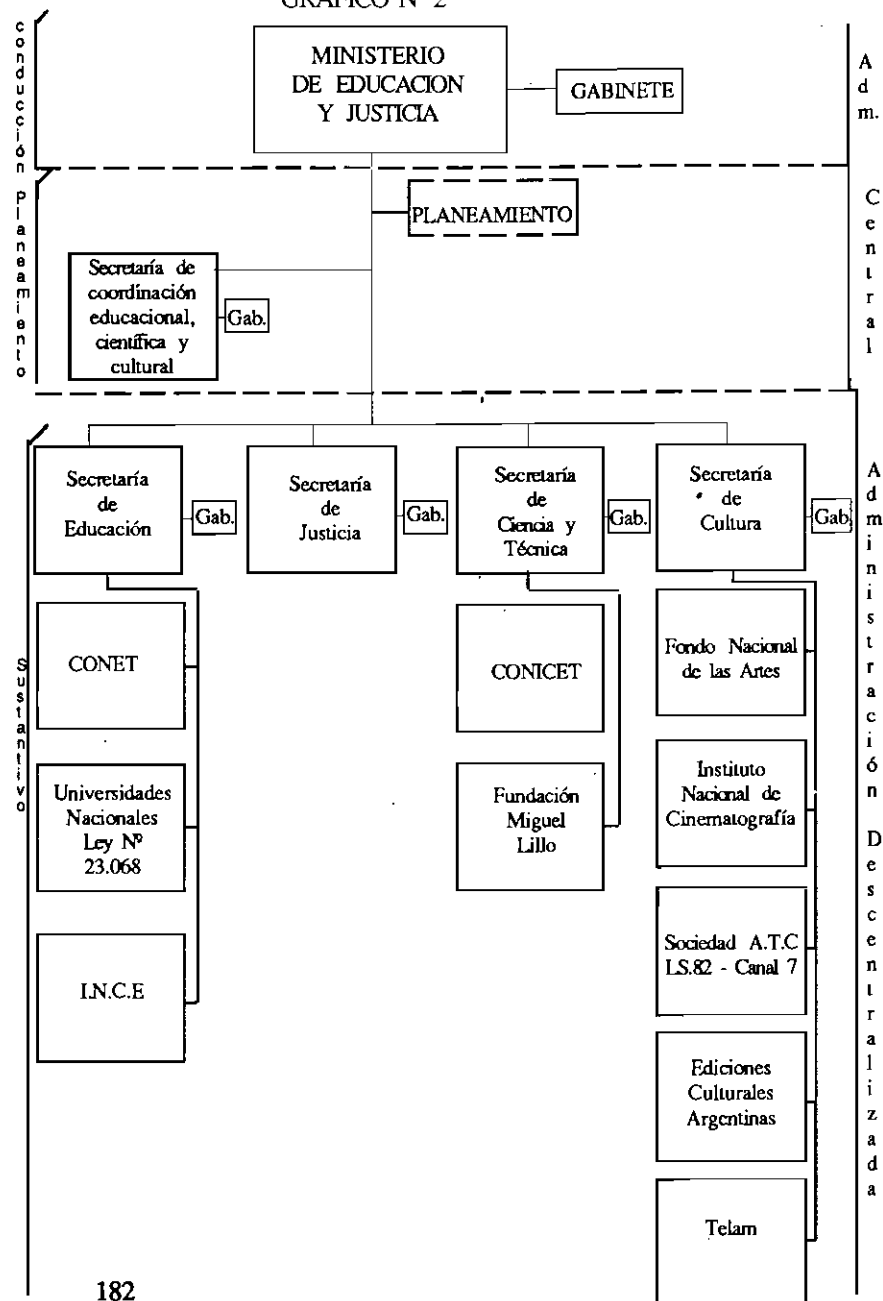 GRAFICO Nº 2
conducción
MINISTERIO
DE EDUCACION
Y JUSTICIA
GABINETE
Adm.
Planeamiento
PLANEAMIENTO
Central
Secretaría de
coordinación
educacional,
científica y
cultural
Gab.
Sustantivo
Secretaría
de
Educación
Gab.
Secretaría
de
Justicia
Gab.
Secretaría
de
Ciencia y
Técnica
Gab.
Secretaría
de
Cultura
Gab
Administración Descentralizada
CONET
CONICET
Fondo Nacional
de las Artes
Universidades
Nacionales
Ley Nº
23.068
Fundación
Miguel
Lillo
Instituto
Nacional de
Cinematografía
I.N.C.E
Sociedad A.T.C
LS.82 - Canal 7
Ediciones
Culturales
Argentinas
Telam
182